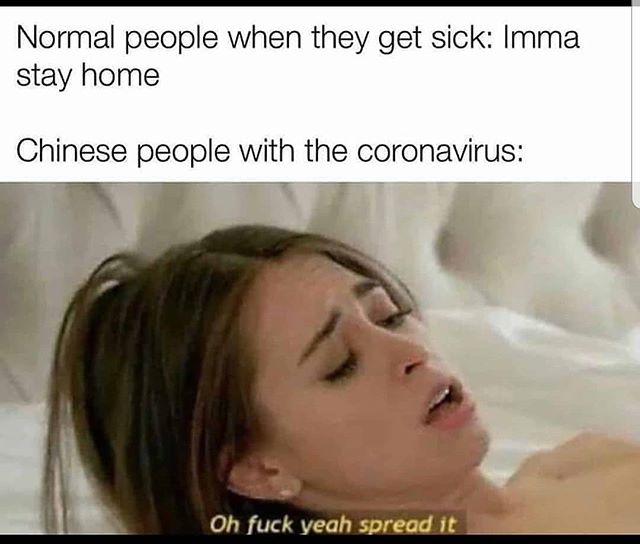 Normal people when they get sick: Imma
stay home
Chinese people with the coronavirus:
Oh fuck yeah spread it